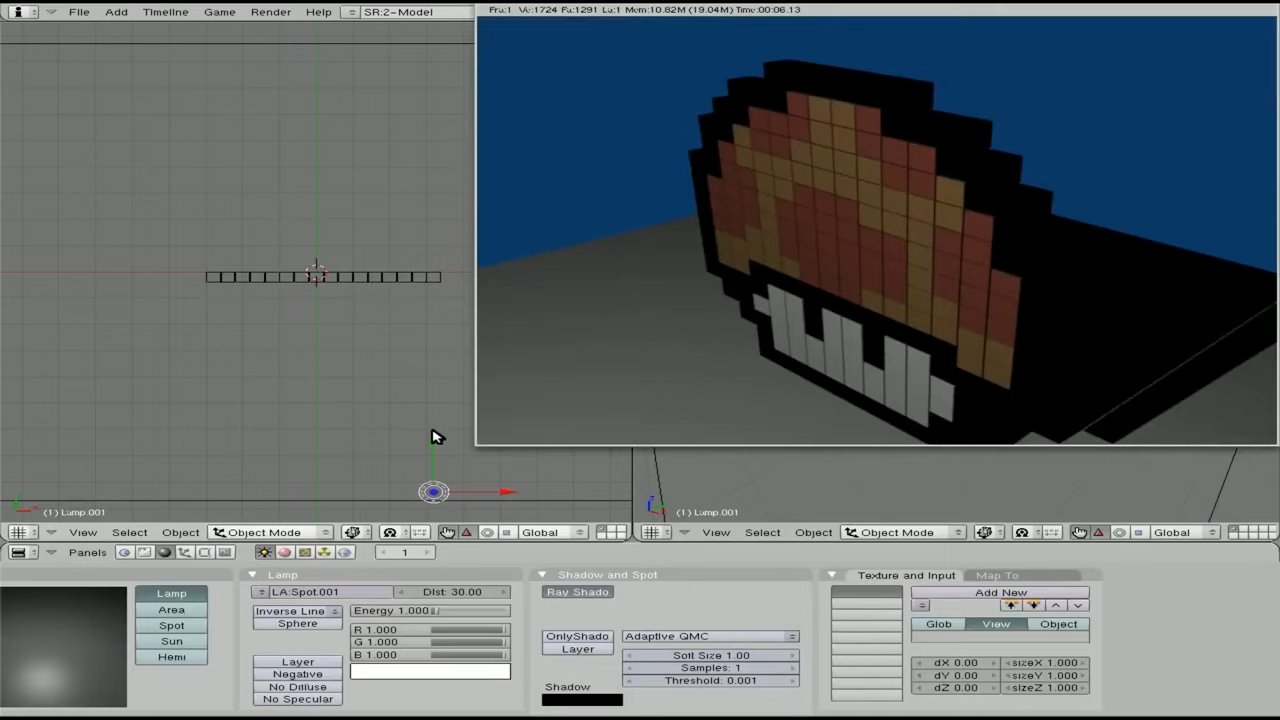 File Add Timeline Game Render Help SR:2-Model
Fra:1 Ve:1724 Fa:1291 La:1 Mem:10.82M (19.04M) Time:00:06.13
(1) Lamp.001
(1) Lamp.001
View Select Object Object Mode Global
View Select Object Object Mode Global
Panels 1
Lamp
Area
Spot
Sun
Hemi
Lamp
LA:Spot.001 Dist: 30.00
Inverse Line Energy 1.000
Sphere
R 1.000
G 1.000
B 1.000
Layer
Negative
No Diffuse
No Specular
Shadow and Spot
Ray Shado
OnlyShado Adaptive QMC
Layer
Soft Size 1.00
Samples: 1
Threshold: 0.001
Shadow
Texture and Input Map To
Add New
Glob View Object
dX 0.00 sizeX 1.000
dY 0.00 sizeY 1.000
dZ 0.00 sizeZ 1.000